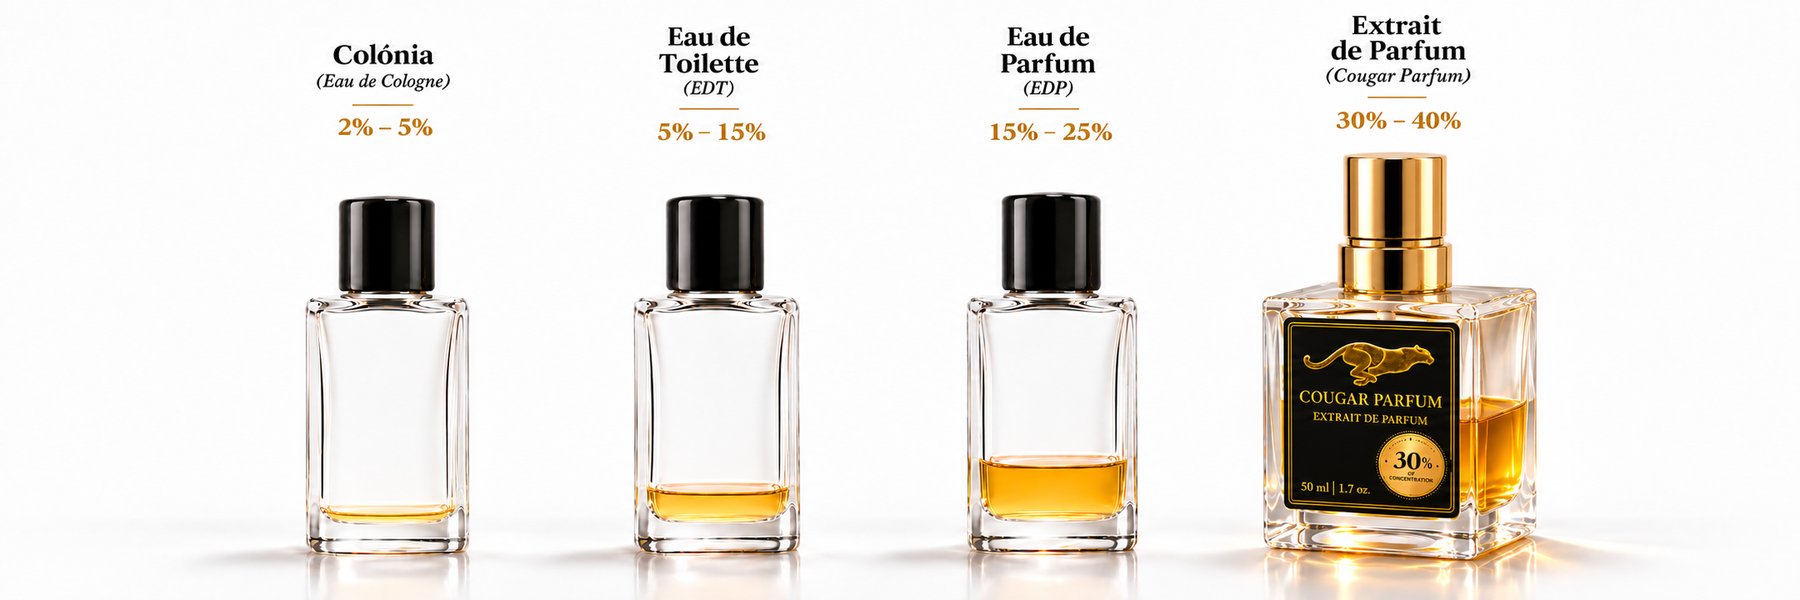 Colónia
(Eau de Cologne)
2% – 5%
Eau de
Toilette
(EDT)
5% – 15%
Eau de
Parfum
(EDP)
15% – 25%
Extrait
de Parfum
(Cougar Parfum)
30% – 40%
COUGAR PARFUM
EXTRAIT DE PARFUM
30%
OF
CONCENTRATION
50 ml | 1.7 oz.